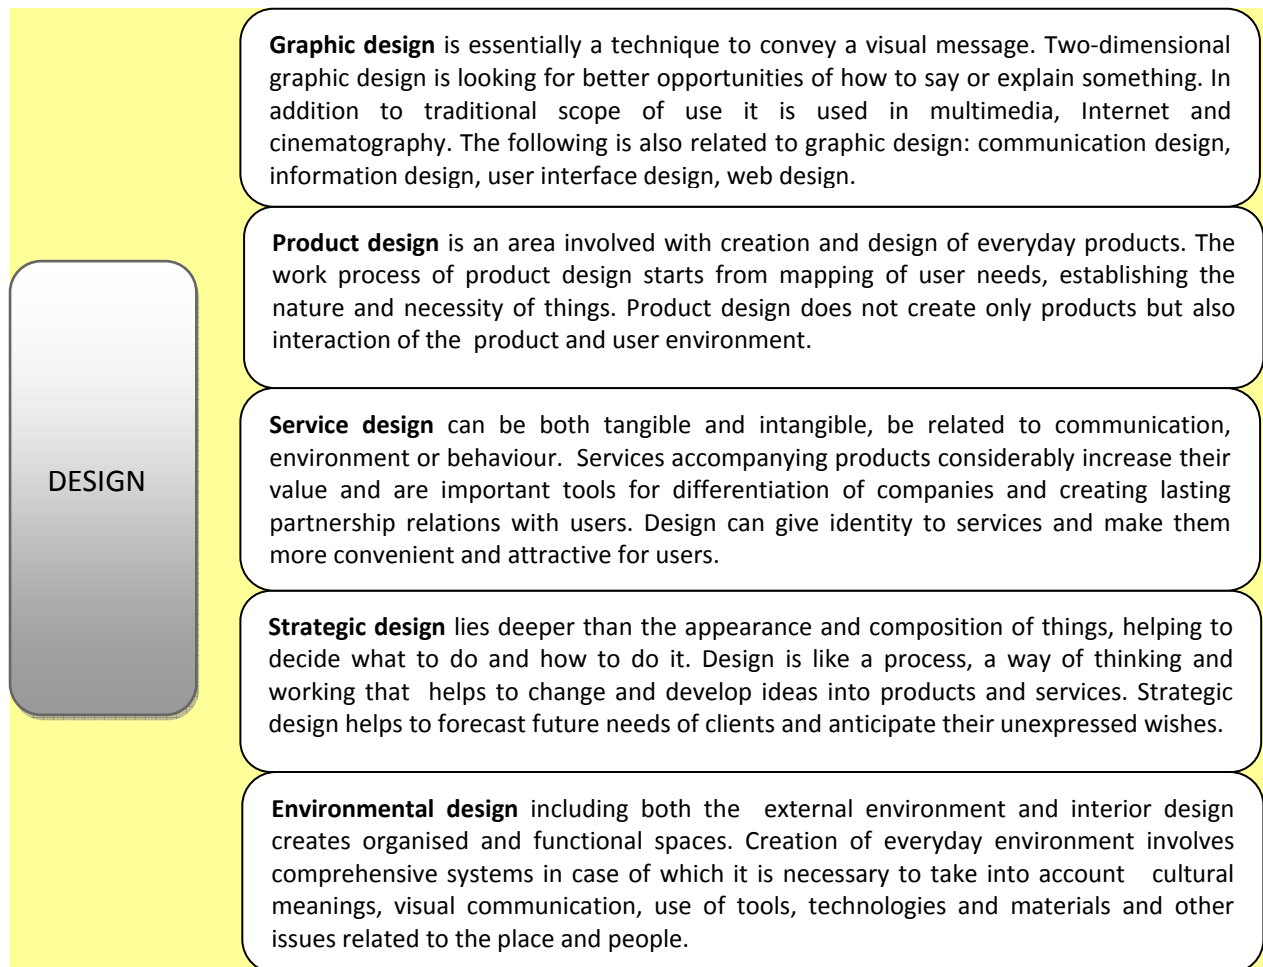 Graphic design is essentially a technique to convey a visual message. Two-dimensional
graphic design is looking for better opportunities of how to say or explain something. In
addition to traditional scope of use it is used in multimedia, Internet and
cinematography. The following is also related to graphic design: communication design,
information design, user interface design, web design.
Product design is an area involved with creation and design of everyday products. The
work process of product design starts from mapping of user needs, establishing the
nature and necessity of things. Product design does not create only products but also
interaction of the product and user environment.
DESIGN
Service design can be both tangible and intangible, be related to communication,
environment or behaviour. Services accompanying products considerably increase their
value and are important tools for differentiation of companies and creating lasting
partnership relations with users. Design can give identity to services and make them
more convenient and attractive for users.
Strategic design lies deeper than the appearance and composition of things, helping to
decide what to do and how to do it. Design is like a process, a way of thinking and
working that helps to change and develop ideas into products and services. Strategic
design helps to forecast future needs of clients and anticipate their unexpressed wishes.
Environmental design including both the external environment and interior design
creates organised and functional spaces. Creation of everyday environment involves
comprehensive systems in case of which it is necessary to take into account cultural
meanings, visual communication, use of tools, technologies and materials and other
issues related to the place and people.